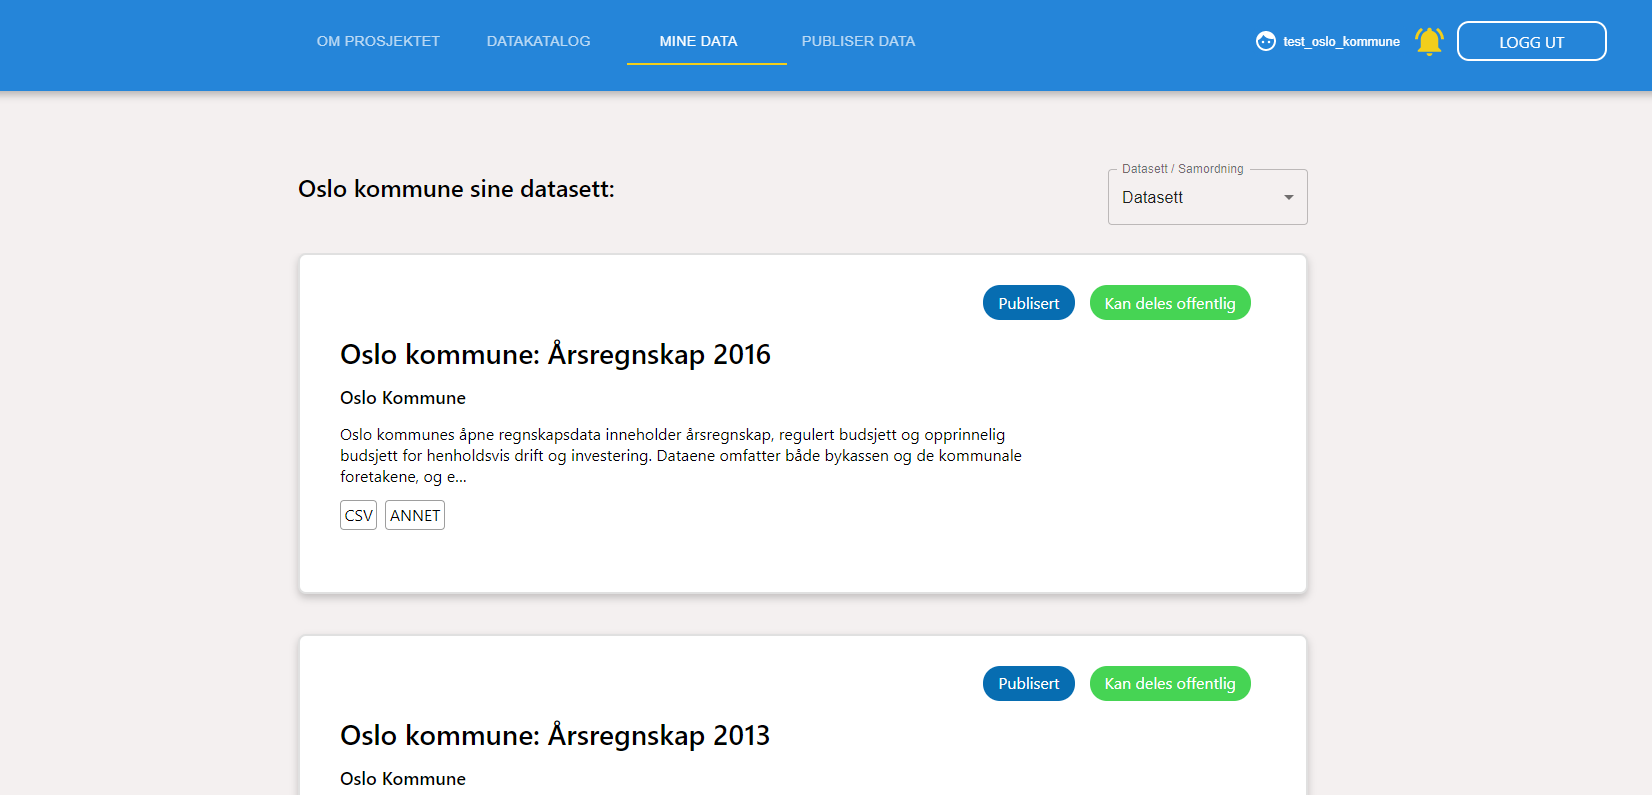 OM PROSJEKTET DATAKATALOG MINE DATA PUBLISER DATA test_oslo_kommune LOGG UT
Oslo kommune sine datasett:
Datasett / Samordning
Datasett
Publisert Kan deles offentlig
Oslo kommune: Årsregnskap 2016
Oslo Kommune
Oslo kommunes åpne regnskapsdata inneholder årsregnskap, regulert budsjett og opprinnelig
budsjett for henholdsvis drift og investering. Dataene omfatter både bykassen og de kommunale
foretakene, og e...
CSV ANNET
Publisert Kan deles offentlig
Oslo kommune: Årsregnskap 2013
Oslo Kommune